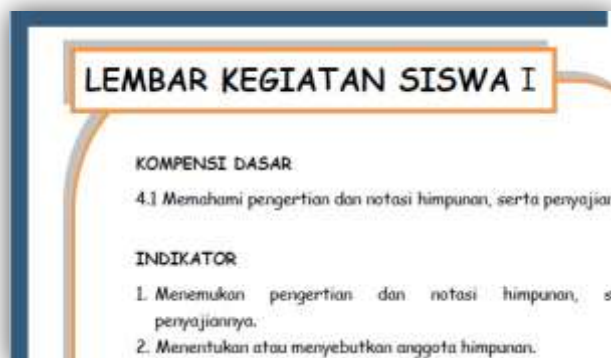 LEMBAR KEGIATAN SISWA I
KOMPENSI DASAR
4.1 Memahami pengertian dan notasi himpunan, serta penyajian
INDIKATOR
1. Menemukan pengertian dan notasi himpunan, s
penyajiannya.
2. Menentukan atau menyebutkan anggota himpunan.